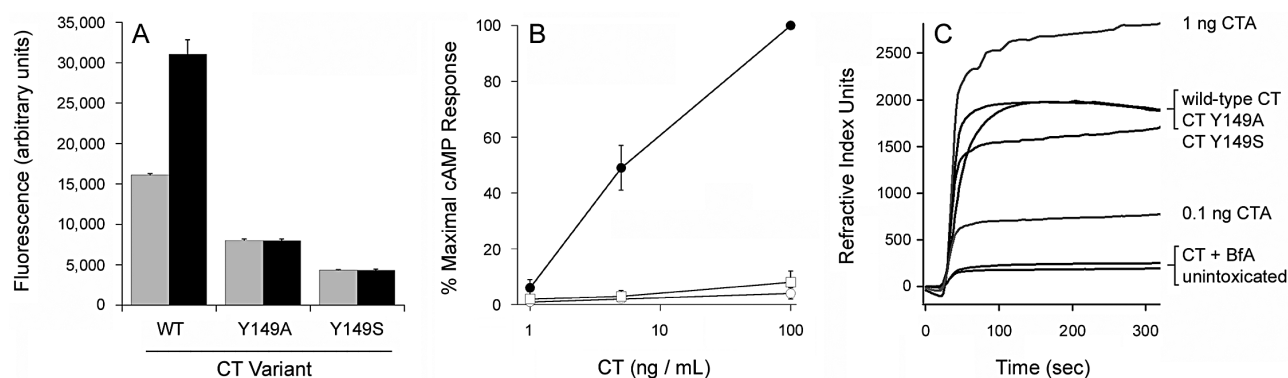 A
Fluorescence (arbitrary units)
35,000
30,000
25,000
20,000
15,000
10,000
5,000
0
WT Y149A Y149S
CT Variant
B
% Maximal cAMP Response
100
80
60
40
20
0
1 10 100
CT (ng / mL)
C
Refractive Index Units
2500
2000
1500
1000
500
0
0 100 200 300
Time (sec)
1 ng CTA
wild-type CT
CT Y149A
CT Y149S
0.1 ng CTA
CT + BfA
unintoxicated